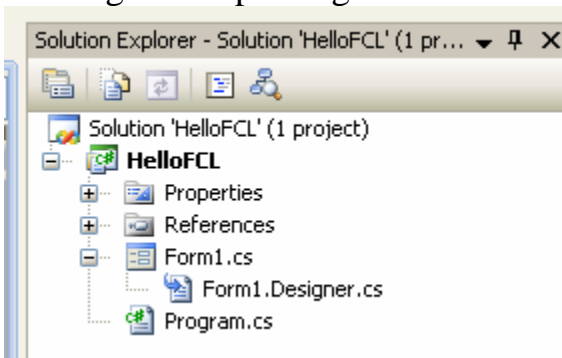 Solution Explorer - Solution 'HelloFCL' (1 pr...
Solution 'HelloFCL' (1 project)
HelloFCL
Properties
References
Form1.cs
Form1.Designer.cs
Program.cs